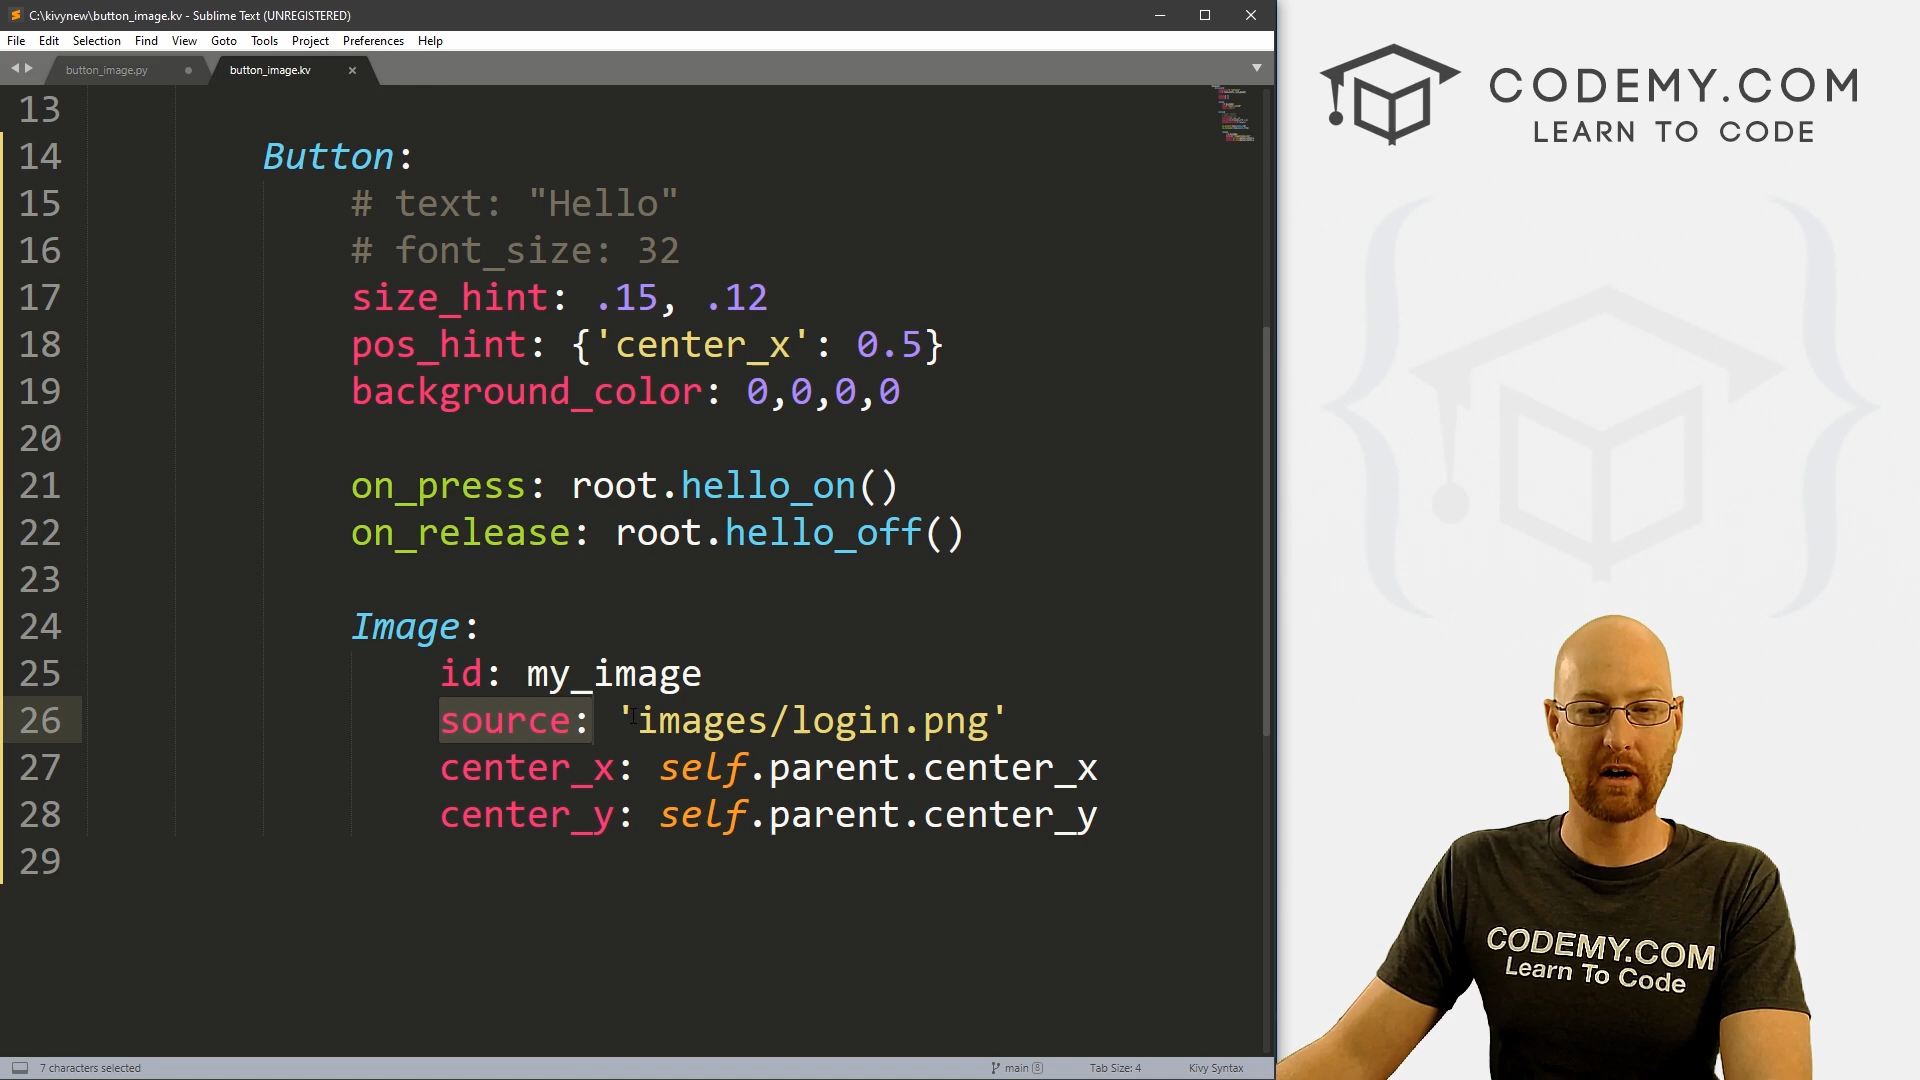 C:\kivynew\button_image.kv - Sublime Text (UNREGISTERED)
File Edit Selection Find View Goto Tools Project Preferences Help
button_image.py button_image.kv
13
14 Button:
15 # text: "Hello"
16 # font_size: 32
17 size_hint: .15, .12
18 pos_hint: {'center_x': 0.5}
19 background_color: 0,0,0,0
20
21 on_press: root.hello_on()
22 on_release: root.hello_off()
23
24 Image:
25 id: my_image
26 source: 'images/login.png'
27 center_x: self.parent.center_x
28 center_y: self.parent.center_y
29
7 characters selected main 8 Tab Size: 4 Kivy Syntax
CODEMY.COM
LEARN TO CODE
CODEMY.COM
Learn To Code